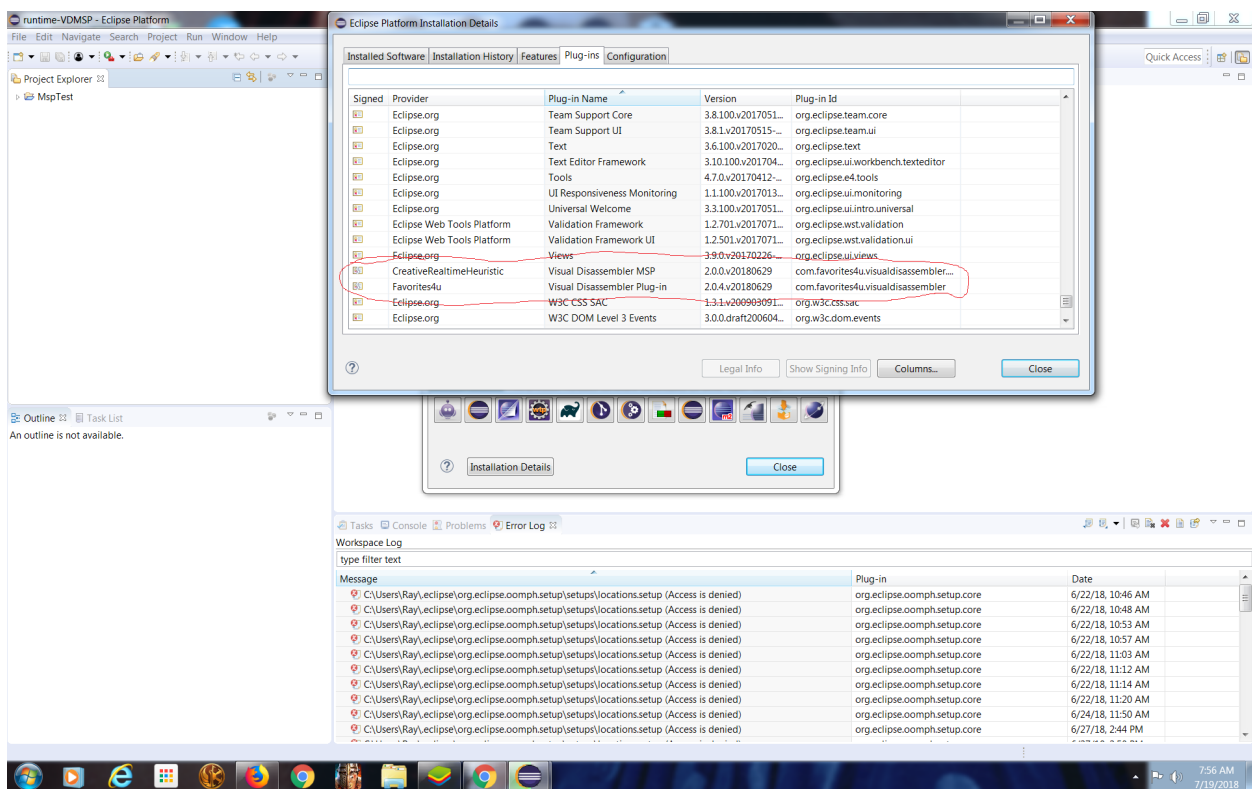 runtime-VDMSP - Eclipse Platform
File Edit Navigate Search Project Run Window Help
Quick Access
Project Explorer
MspTest
Eclipse Platform Installation Details
Installed Software Installation History Features Plug-ins Configuration
Signed Provider Plug-in Name Version Plug-in Id
Eclipse.org Team Support Core 3.8.100.v2017051... org.eclipse.team.core
Eclipse.org Team Support UI 3.8.1.v20170515-... org.eclipse.team.ui
Eclipse.org Text 3.6.100.v2017020... org.eclipse.text
Eclipse.org Text Editor Framework 3.10.100.v201704... org.eclipse.ui.workbench.texteditor
Eclipse.org Tools 4.7.0.v20170412-... org.eclipse.e4.tools
Eclipse.org UI Responsiveness Monitoring 1.1.100.v2017013... org.eclipse.ui.monitoring
Eclipse.org Universal Welcome 3.3.100.v2017051... org.eclipse.ui.intro.universal
Eclipse Web Tools Platform Validation Framework 1.2.701.v2017071... org.eclipse.wst.validation
Eclipse Web Tools Platform Validation Framework UI 1.2.501.v2017071... org.eclipse.wst.validation.ui
Eclipse.org Views 3.9.0.v20170226-... org.eclipse.ui.views
CreativeRealtimeHeuristic Visual Disassembler MSP 2.0.0.v20180629 com.favorites4u.visualdisassembler....
Favorites4u Visual Disassembler Plug-in 2.0.4.v20180629 com.favorites4u.visualdisassembler
Eclipse.org W3C CSS SAC 1.3.1.v200903091... org.w3c.css.sac
Eclipse.org W3C DOM Level 3 Events 3.0.0.draft200604... org.w3c.dom.events
Legal Info Show Signing Info Columns... Close
Installation Details Close
Outline Task List
An outline is not available.
Tasks Console Problems Error Log
Workspace Log
type filter text
Message Plug-in Date
C:\Users\Ray\.eclipse\org.eclipse.oomph.setup\setups\locations.setup (Access is denied) org.eclipse.oomph.setup.core 6/22/18, 10:46 AM
C:\Users\Ray\.eclipse\org.eclipse.oomph.setup\setups\locations.setup (Access is denied) org.eclipse.oomph.setup.core 6/22/18, 10:48 AM
C:\Users\Ray\.eclipse\org.eclipse.oomph.setup\setups\locations.setup (Access is denied) org.eclipse.oomph.setup.core 6/22/18, 10:53 AM
C:\Users\Ray\.eclipse\org.eclipse.oomph.setup\setups\locations.setup (Access is denied) org.eclipse.oomph.setup.core 6/22/18, 10:57 AM
C:\Users\Ray\.eclipse\org.eclipse.oomph.setup\setups\locations.setup (Access is denied) org.eclipse.oomph.setup.core 6/22/18, 11:03 AM
C:\Users\Ray\.eclipse\org.eclipse.oomph.setup\setups\locations.setup (Access is denied) org.eclipse.oomph.setup.core 6/22/18, 11:12 AM
C:\Users\Ray\.eclipse\org.eclipse.oomph.setup\setups\locations.setup (Access is denied) org.eclipse.oomph.setup.core 6/22/18, 11:14 AM
C:\Users\Ray\.eclipse\org.eclipse.oomph.setup\setups\locations.setup (Access is denied) org.eclipse.oomph.setup.core 6/22/18, 11:20 AM
C:\Users\Ray\.eclipse\org.eclipse.oomph.setup\setups\locations.setup (Access is denied) org.eclipse.oomph.setup.core 6/24/18, 11:50 AM
C:\Users\Ray\.eclipse\org.eclipse.oomph.setup\setups\locations.setup (Access is denied) org.eclipse.oomph.setup.core 6/27/18, 2:44 PM
7:56 AM
7/19/2018